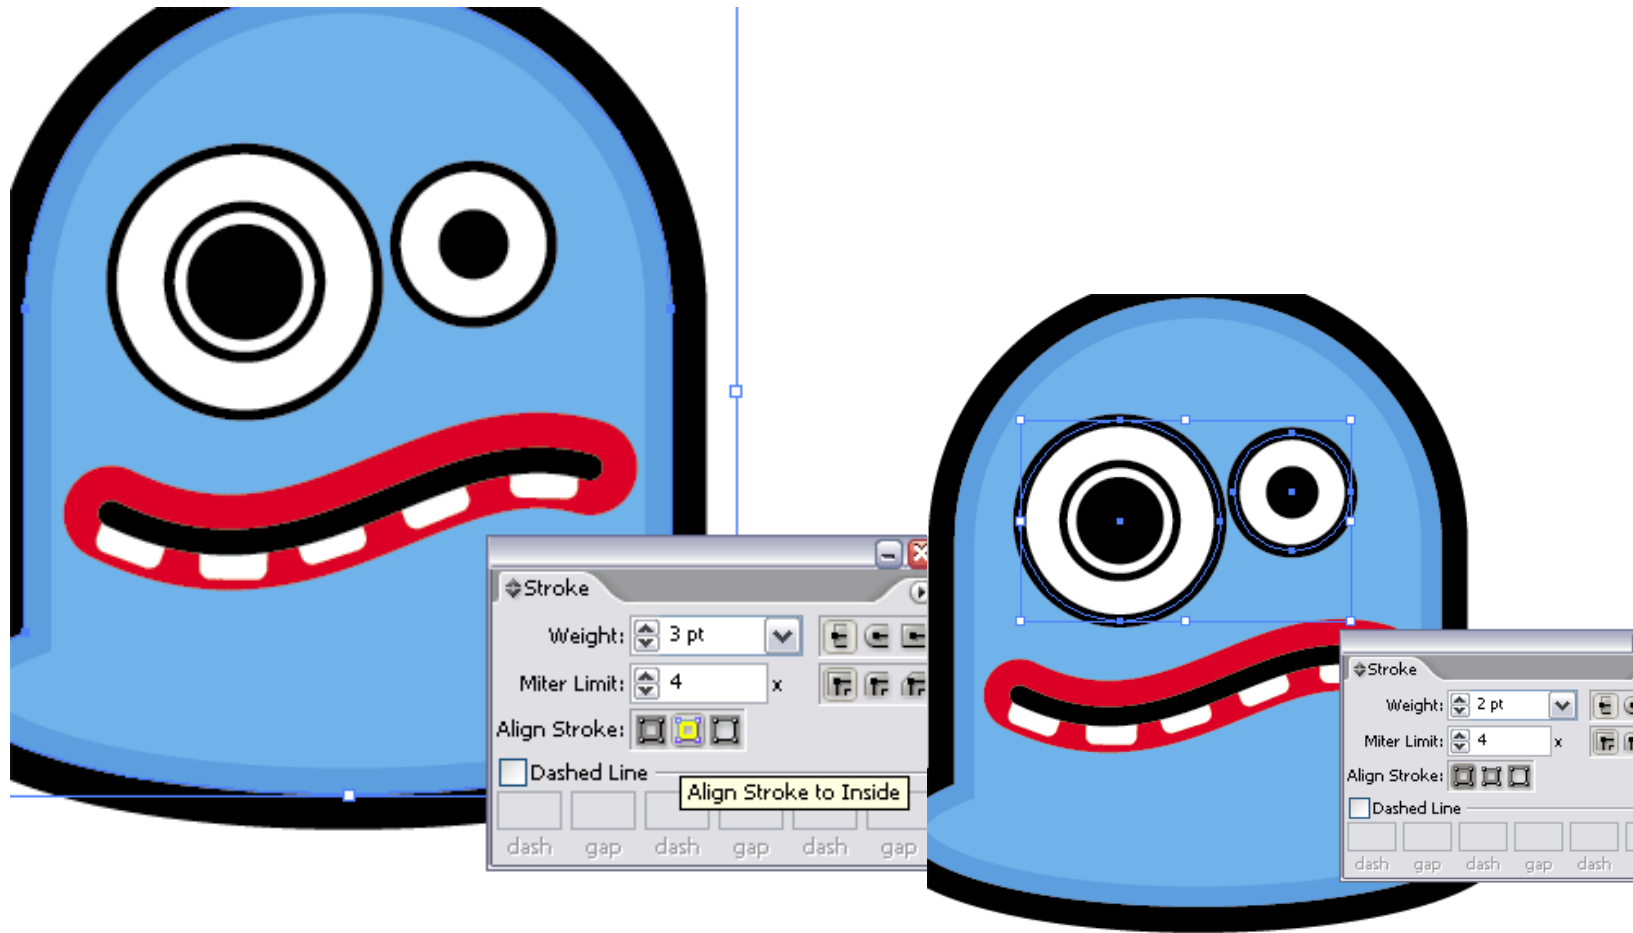 Stroke
Weight: 3 pt
Miter Limit: 4 x
Align Stroke:
Dashed Line
Align Stroke to Inside
dash gap dash gap dash gap
Stroke
Weight: 2 pt
Miter Limit: 4 x
Align Stroke:
Dashed Line
dash gap dash gap dash